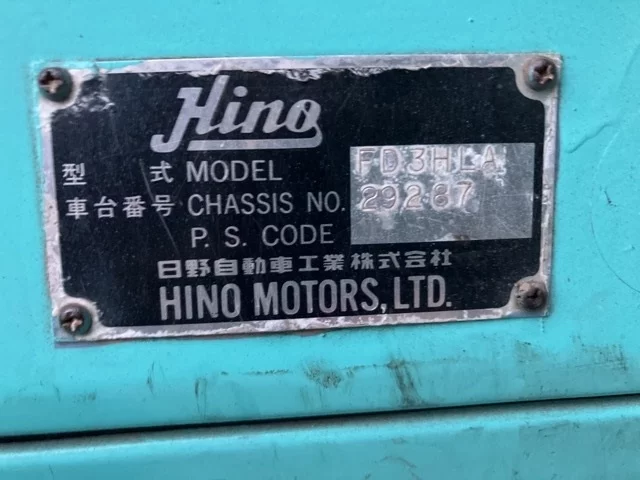 Hino
型 式 MODEL FD3HLA
車台番号 CHASSIS NO. 29287
P. S. CODE
日野自動車工業株式会社
HINO MOTORS, LTD.